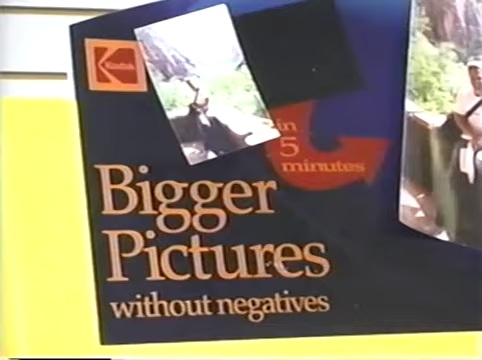 Kodak
in
5
minutes
Bigger
Pictures
without negatives